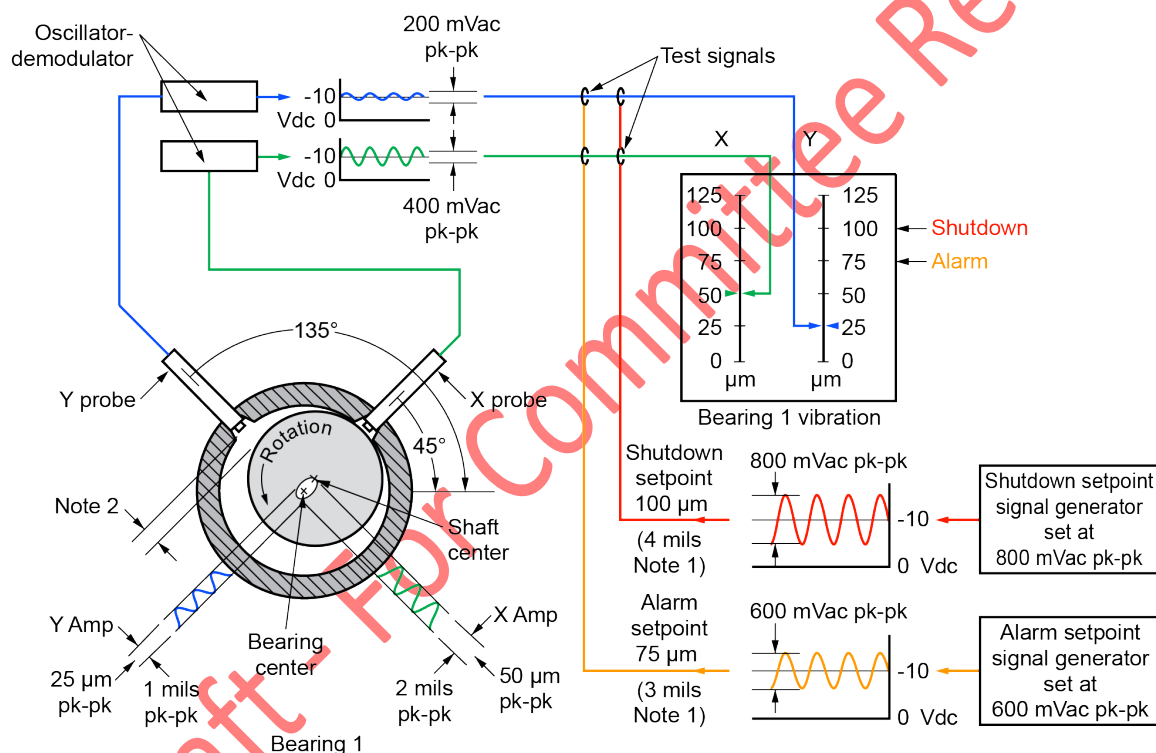 Oscillator-
demodulator
200 mVac
pk-pk
-10
Vdc 0
-10
Vdc 0
400 mVac
pk-pk
Test signals
X
Y
125
100
75
50
25
0
µm
125
100
75
50
25
0
µm
Shutdown
Alarm
Bearing 1 vibration
135°
Y probe
X probe
45°
Rotation
Note 2
Shaft
center
Y Amp
X Amp
Bearing
center
25 µm
pk-pk
1 mils
pk-pk
2 mils
pk-pk
50 µm
pk-pk
Bearing 1
Shutdown
setpoint
100 µm
(4 mils
Note 1)
800 mVac pk-pk
-10
0 Vdc
Shutdown setpoint
signal generator
set at
800 mVac pk-pk
Alarm
setpoint
75 µm
(3 mils
Note 1)
600 mVac pk-pk
-10
0 Vdc
Alarm setpoint
signal generator
set at
600 mVac pk-pk
ft - For Committee Re